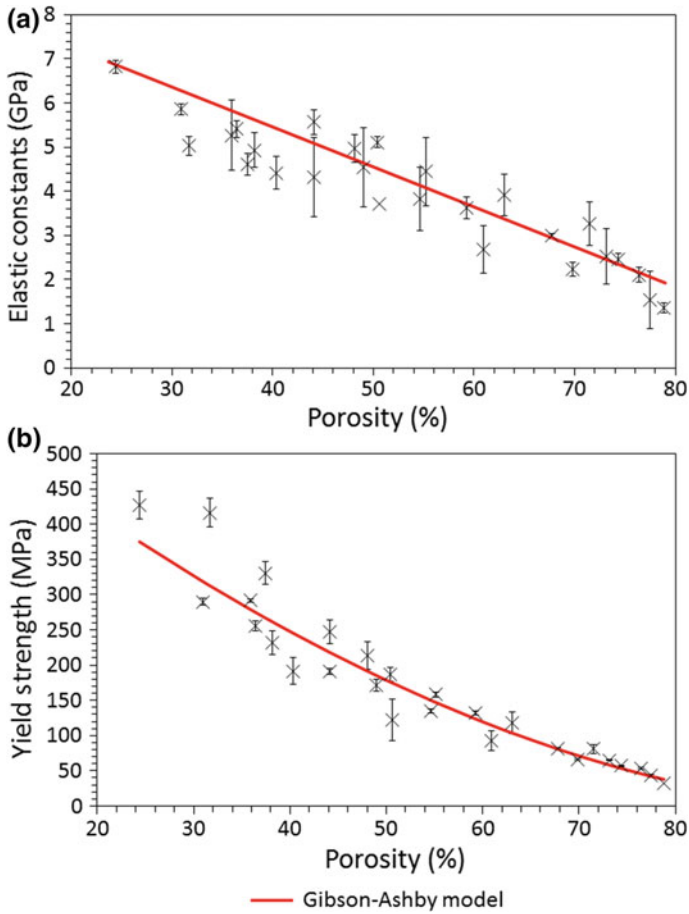 (a)
8
7
6
5
4
3
2
1
0
Elastic constants (GPa)
20 30 40 50 60 70 80
Porosity (%)
(b)
500
450
400
350
300
250
200
150
100
50
0
Yield strength (MPa)
20 30 40 50 60 70 80
Porosity (%)
Gibson-Ashby model